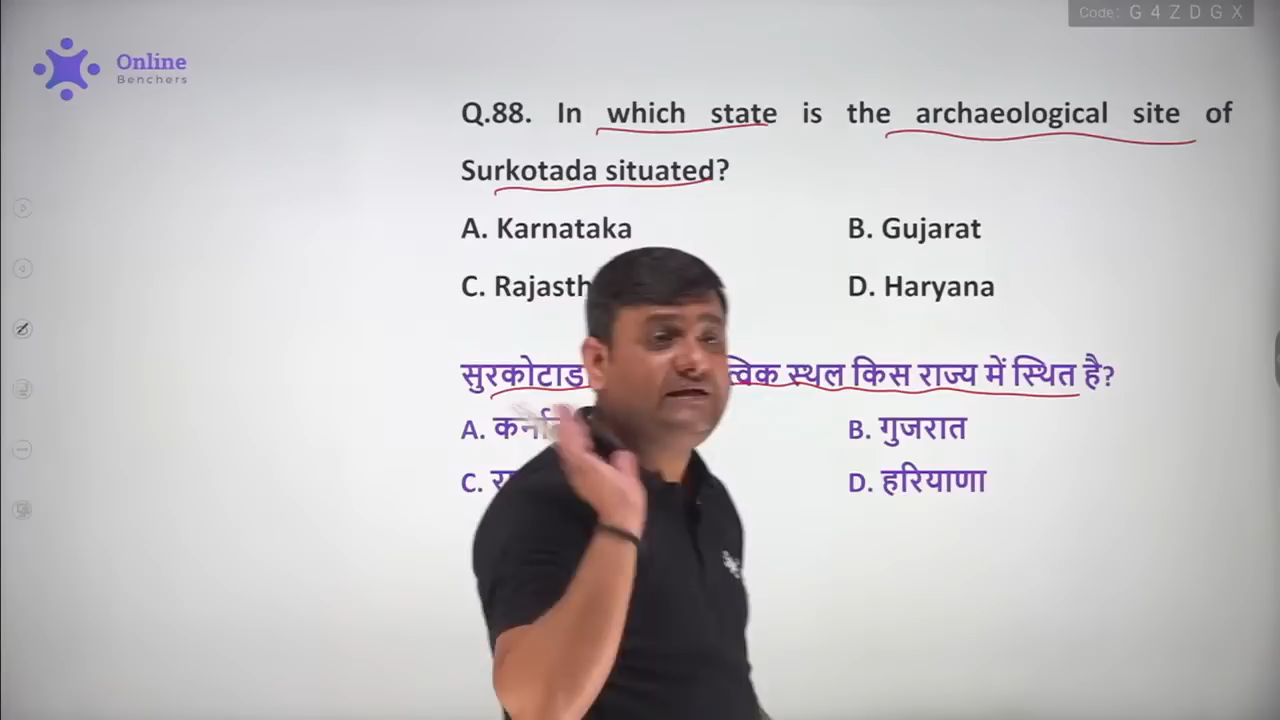 Code: G4ZDGX
Online
Benchers
Q.88. In which state is the archaeological site of
Surkotada situated?
A. Karnataka B. Gujarat
C. Rajasth D. Haryana
सुरकोटाड त्विक स्थल किस राज्य में स्थित है?
A. कर्ना B. गुजरात
C. D. हरियाणा